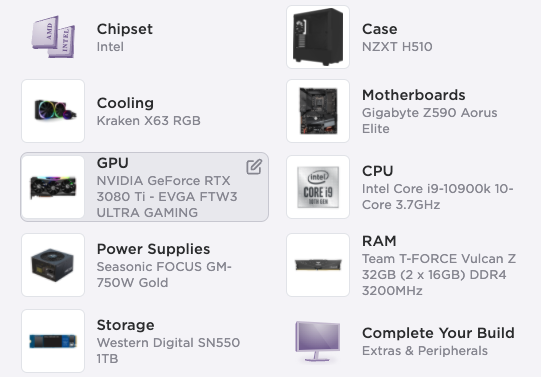 AMD
INTEL
Chipset
Intel
Case
NZXT H510
Cooling
Kraken X63 RGB
Motherboards
Gigabyte Z590 Aorus
Elite
GPU
NVIDIA GeForce RTX
3080 Ti - EVGA FTW3
ULTRA GAMING
intel
CORE i9
10TH GEN
CPU
Intel Core i9-10900k 10-
Core 3.7GHz
Power Supplies
Seasonic FOCUS GM-
750W Gold
RAM
Team T-FORCE Vulcan Z
32GB (2 x 16GB) DDR4
3200MHz
Storage
Western Digital SN550
1TB
Complete Your Build
Extras & Peripherals